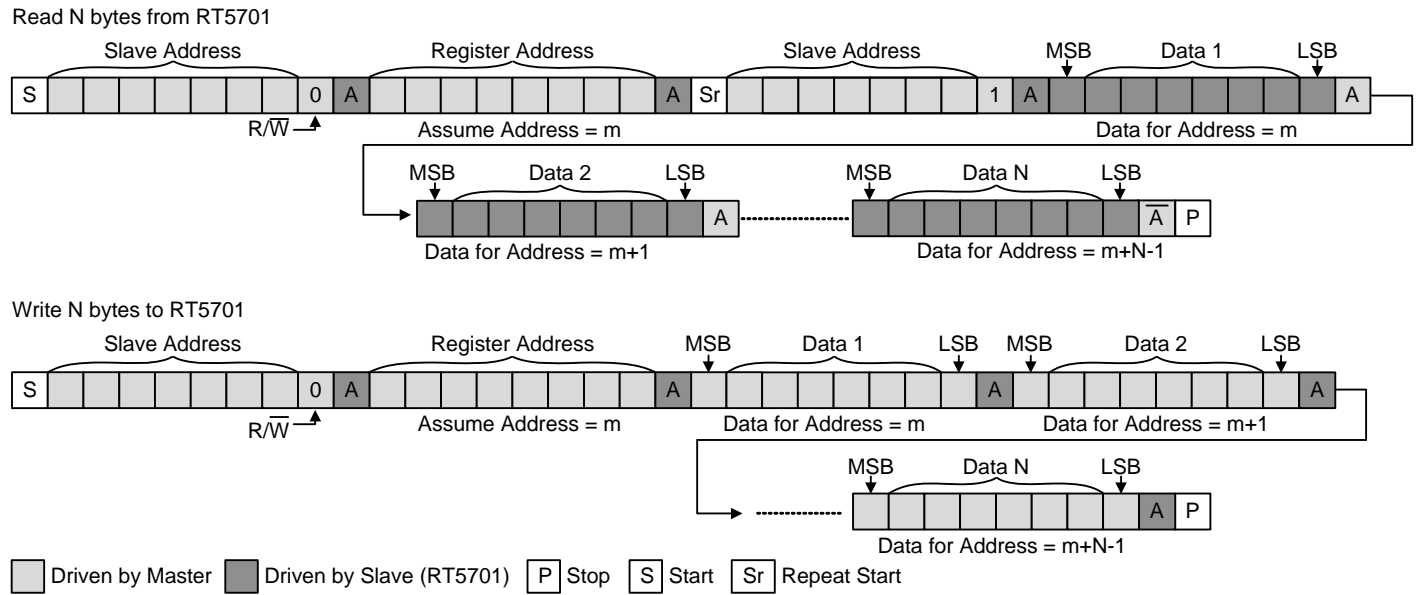 Read N bytes from RT5701
Slave Address Register Address Slave Address MSB Data 1 LSB
S 0 A A Sr 1 A A
R/W̅ Assume Address = m Data for Address = m
MSB Data 2 LSB MSB Data N LSB
A A̅ P
Data for Address = m+1 Data for Address = m+N-1
Write N bytes to RT5701
Slave Address Register Address MSB Data 1 LSB MSB Data 2 LSB
S 0 A A A A
R/W̅ Assume Address = m Data for Address = m Data for Address = m+1
MSB Data N LSB
A P
Data for Address = m+N-1
Driven by Master Driven by Slave (RT5701) P Stop S Start Sr Repeat Start